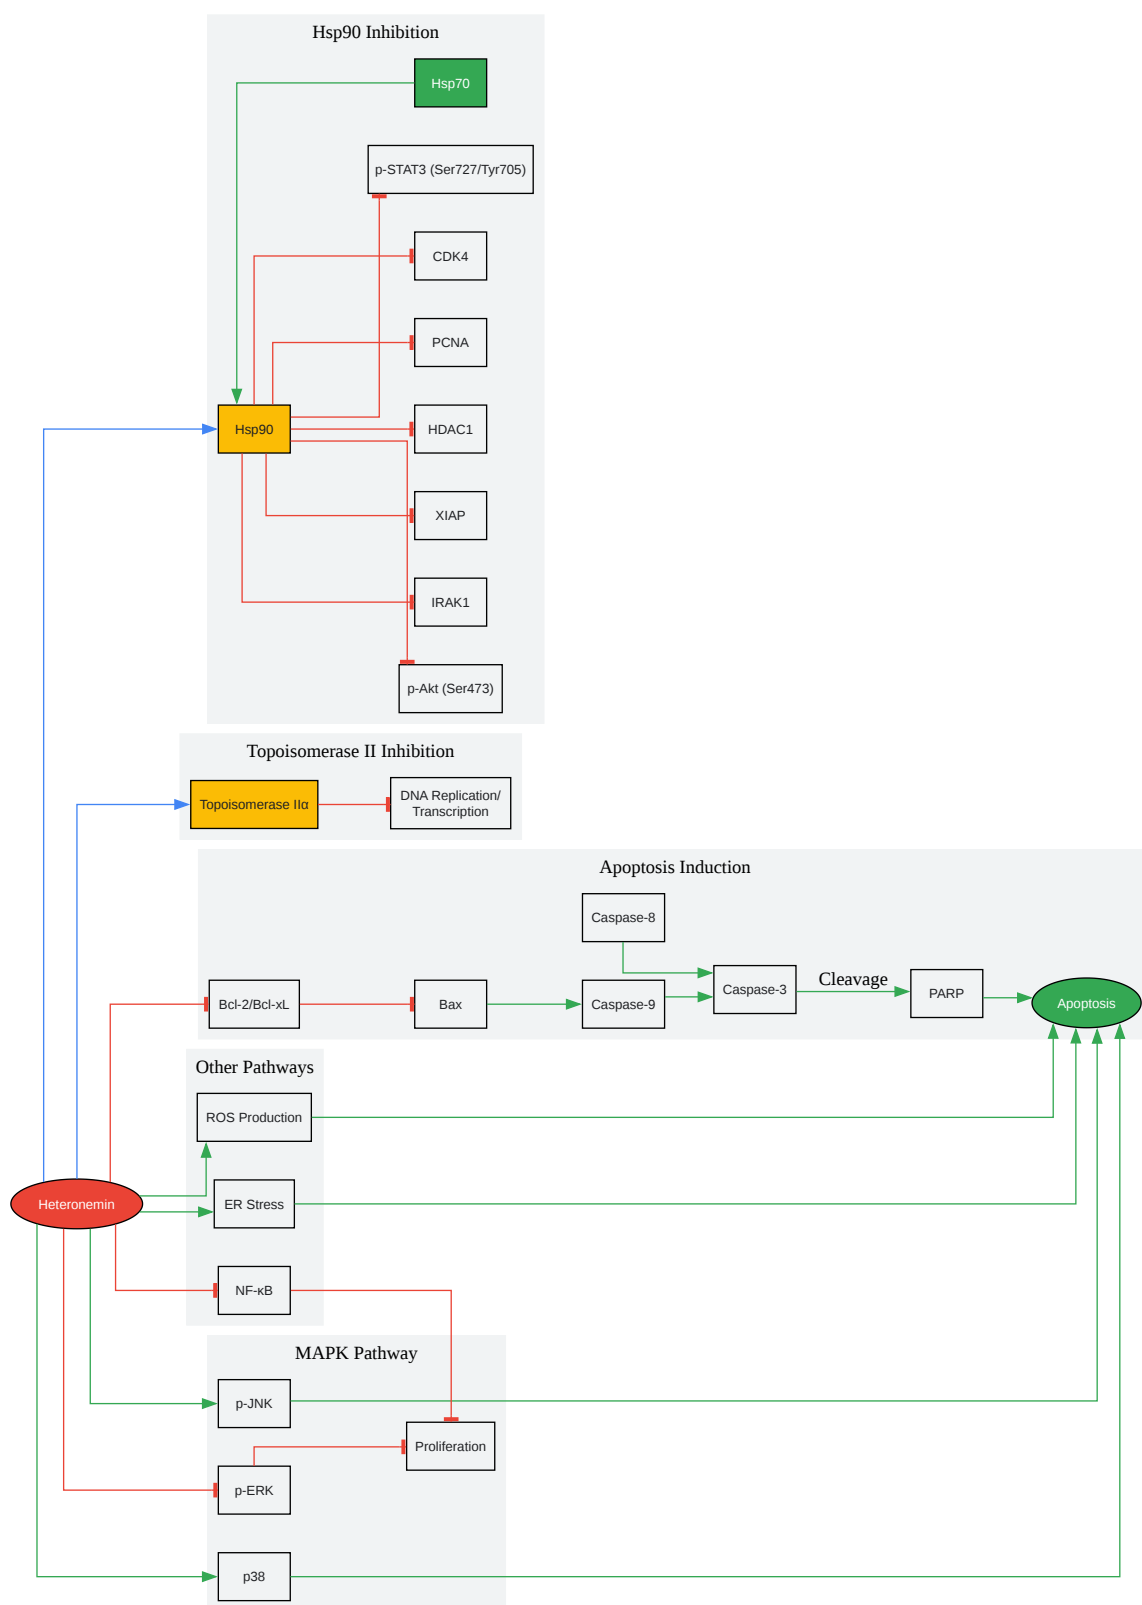 Hsp90 Inhibition
Hsp70
p-STAT3 (Ser727/Tyr705)
CDK4
PCNA
Hsp90
HDAC1
XIAP
IRAK1
p-Akt (Ser473)
Topoisomerase II Inhibition
Topoisomerase IIα
DNA Replication/
Transcription
Apoptosis Induction
Caspase-8
Bcl-2/Bcl-xL
Bax
Caspase-9
Caspase-3
Cleavage
PARP
Apoptosis
Other Pathways
ROS Production
Heteronemin
ER Stress
NF-κB
MAPK Pathway
p-JNK
Proliferation
p-ERK
p38